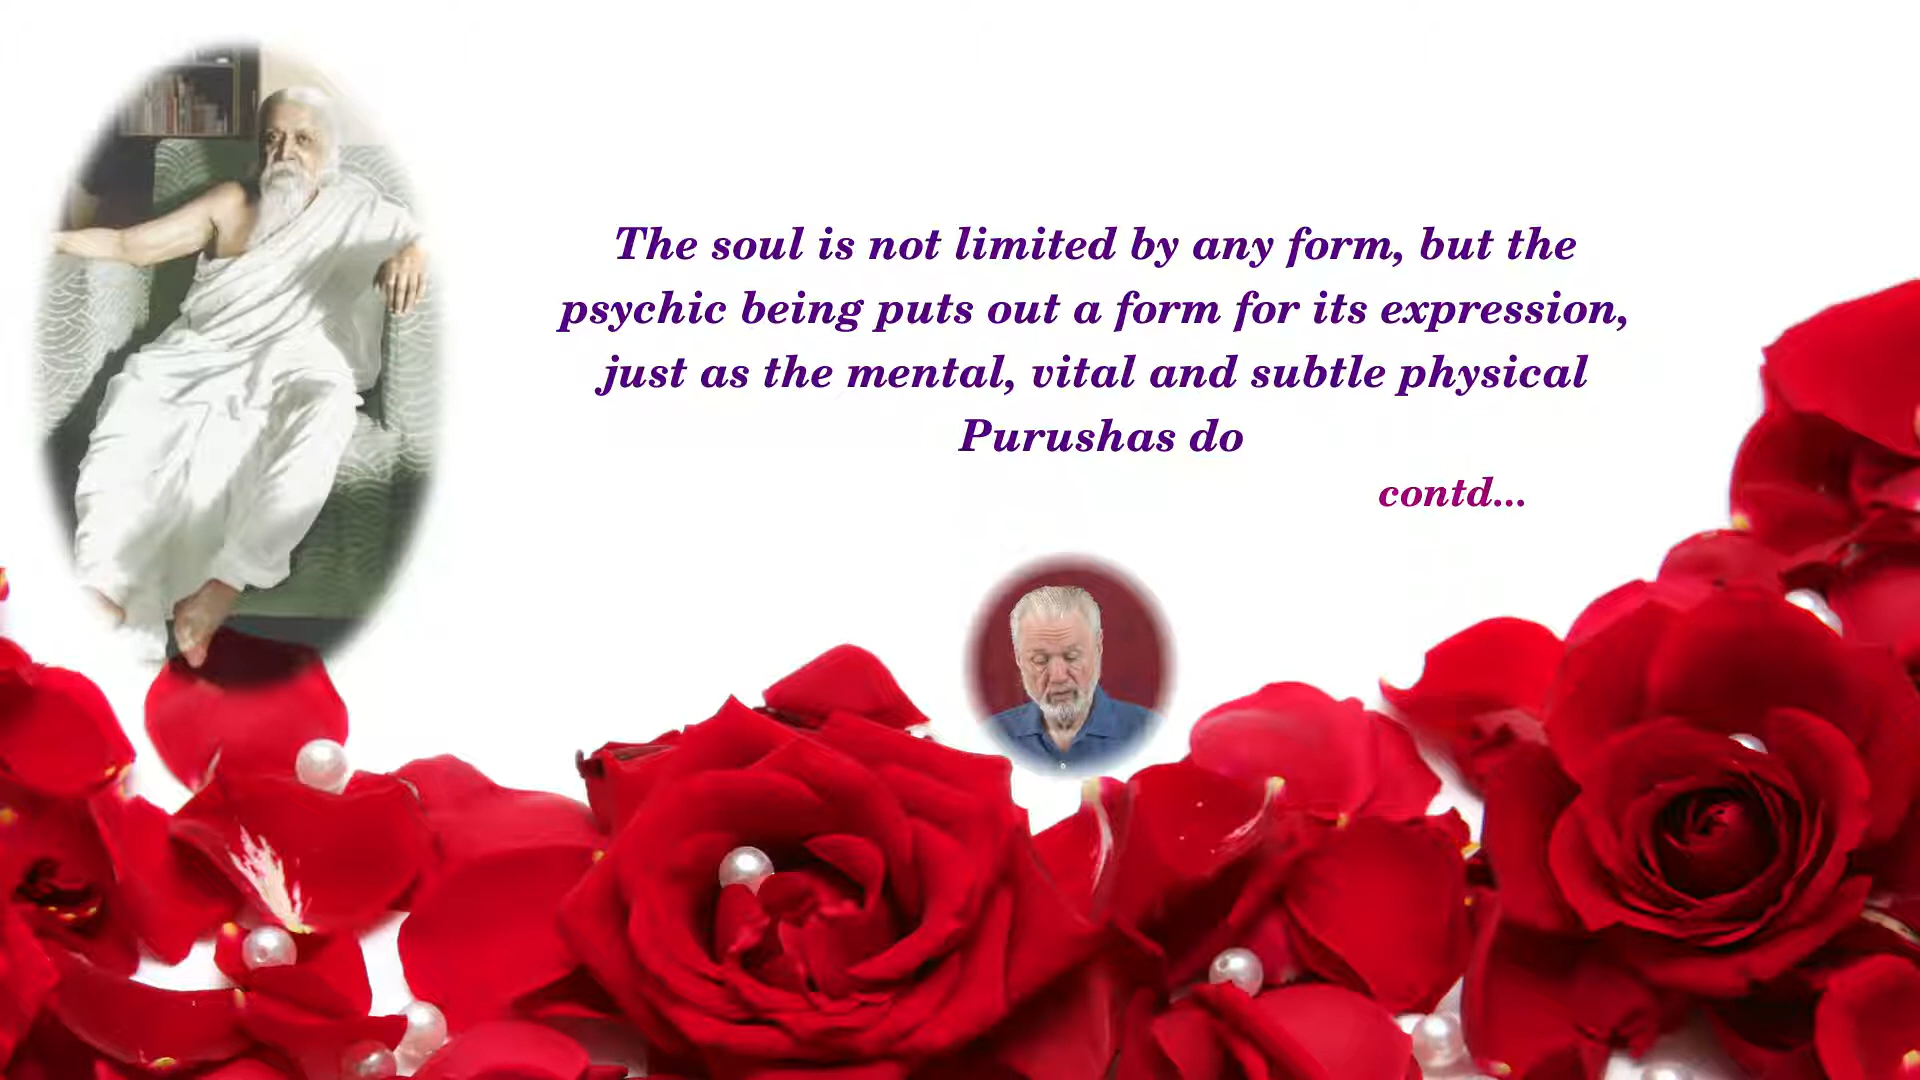 The soul is not limited by any form, but the
psychic being puts out a form for its expression,
just as the mental, vital and subtle physical
Purushas do
contd...